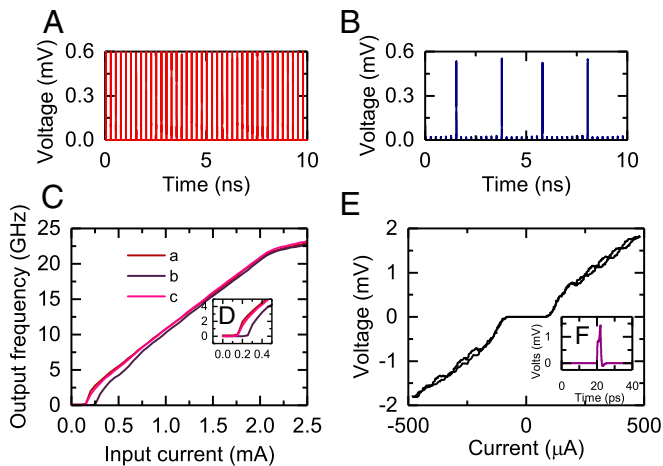 A
B
Voltage (mV)
0.6
0.3
0.0
0
5
10
Time (ns)
Voltage (mV)
0.6
0.3
0.0
0
5
10
Time (ns)
C
Output frequency (GHz)
25
20
15
10
5
0
a
b
c
D
4
2
0
0.0 0.2 0.4
0.0 0.5 1.0 1.5 2.0 2.5
Input current (mA)
E
Voltage (mV)
2
1
0
-1
-2
F
Volts (mV)
1
0
0 20 40
Time (ps)
-500 0 500
Current (μA)